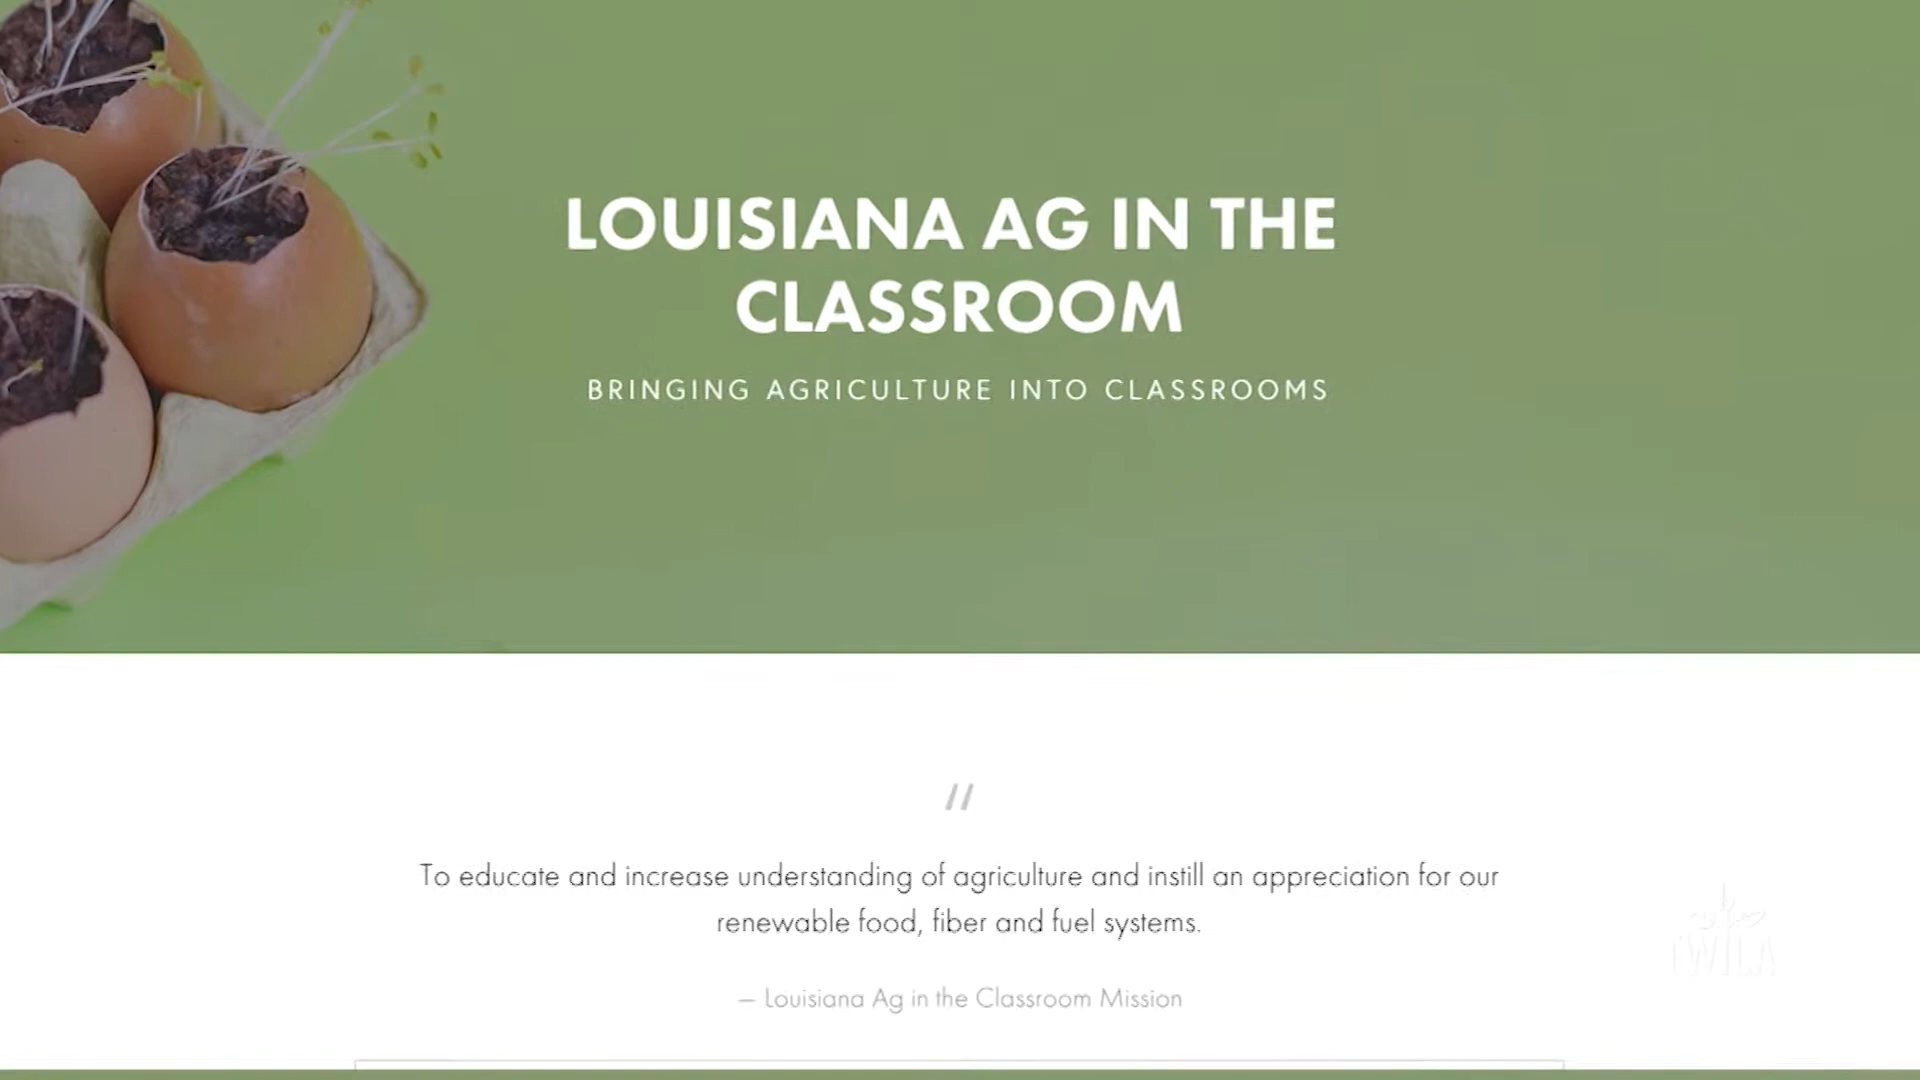 LOUISIANA AG IN THE
CLASSROOM
BRINGING AGRICULTURE INTO CLASSROOMS
"
To educate and increase understanding of agriculture and instill an appreciation for our
renewable food, fiber and fuel systems.
— Louisiana Ag in the Classroom Mission
TWILA